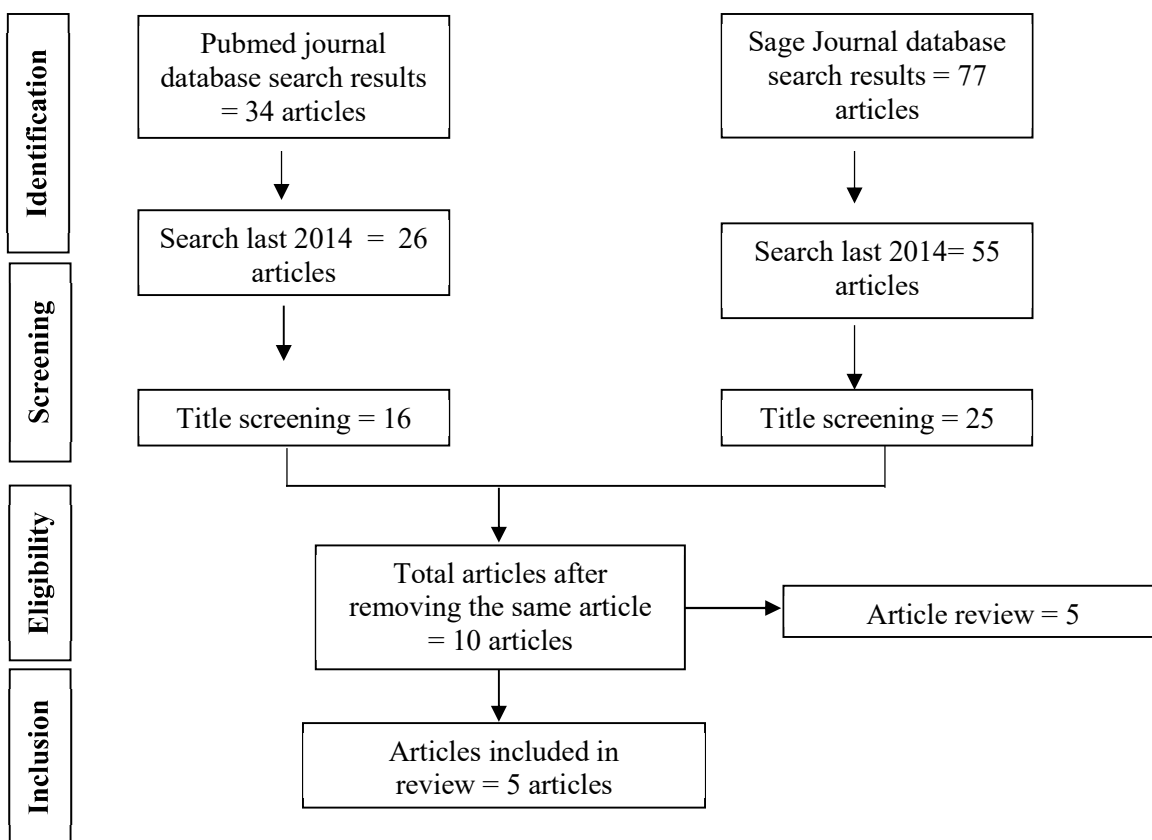 Identification
Pubmed journal
database search results
= 34 articles
Sage Journal database
search results = 77
articles
Search last 2014 = 26
articles
Search last 2014= 55
articles
Screening
Title screening = 16
Title screening = 25
Eligibility
Total articles after
removing the same article
= 10 articles
Article review = 5
Inclusion
Articles included in
review = 5 articles